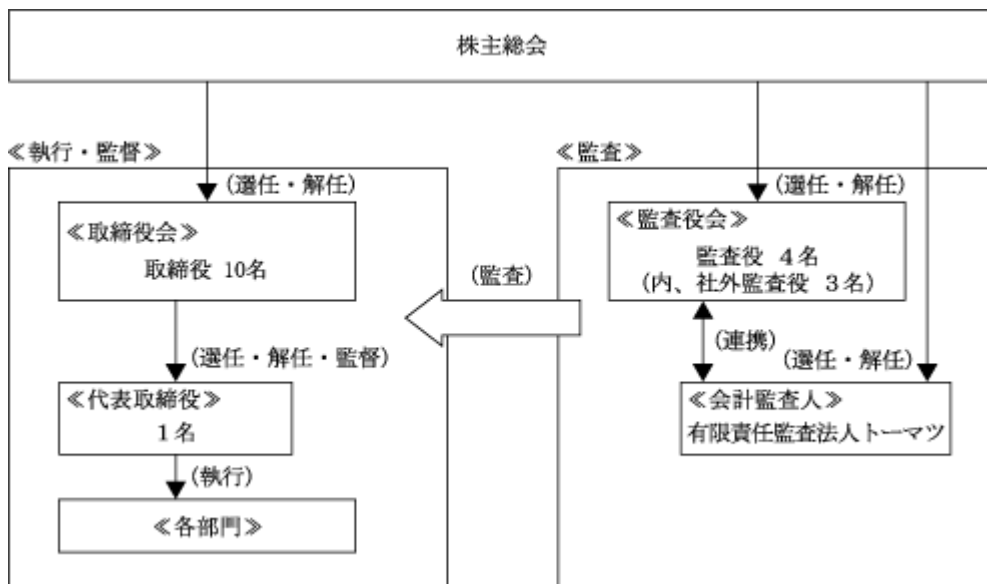 株主総会
≪執行・監督≫
(選任・解任)
≪取締役会≫
取締役 10名
(選任・解任・監督)
≪代表取締役≫
1名
(執行)
≪各部門≫
(監査)
≪監査≫
(選任・解任)
≪監査役会≫
監査役 4名
(内、社外監査役 3名)
(連携)
(選任・解任)
≪会計監査人≫
有限責任監査法人トーマツ